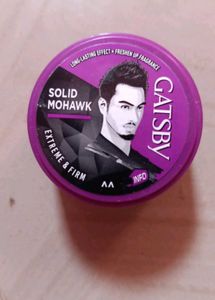 LONG-LASTING EFFECT + FRESHEN UP FRAGRANCE
SOLID
MOHAWK
GATSBY
EXTREME & FIRM
INFO